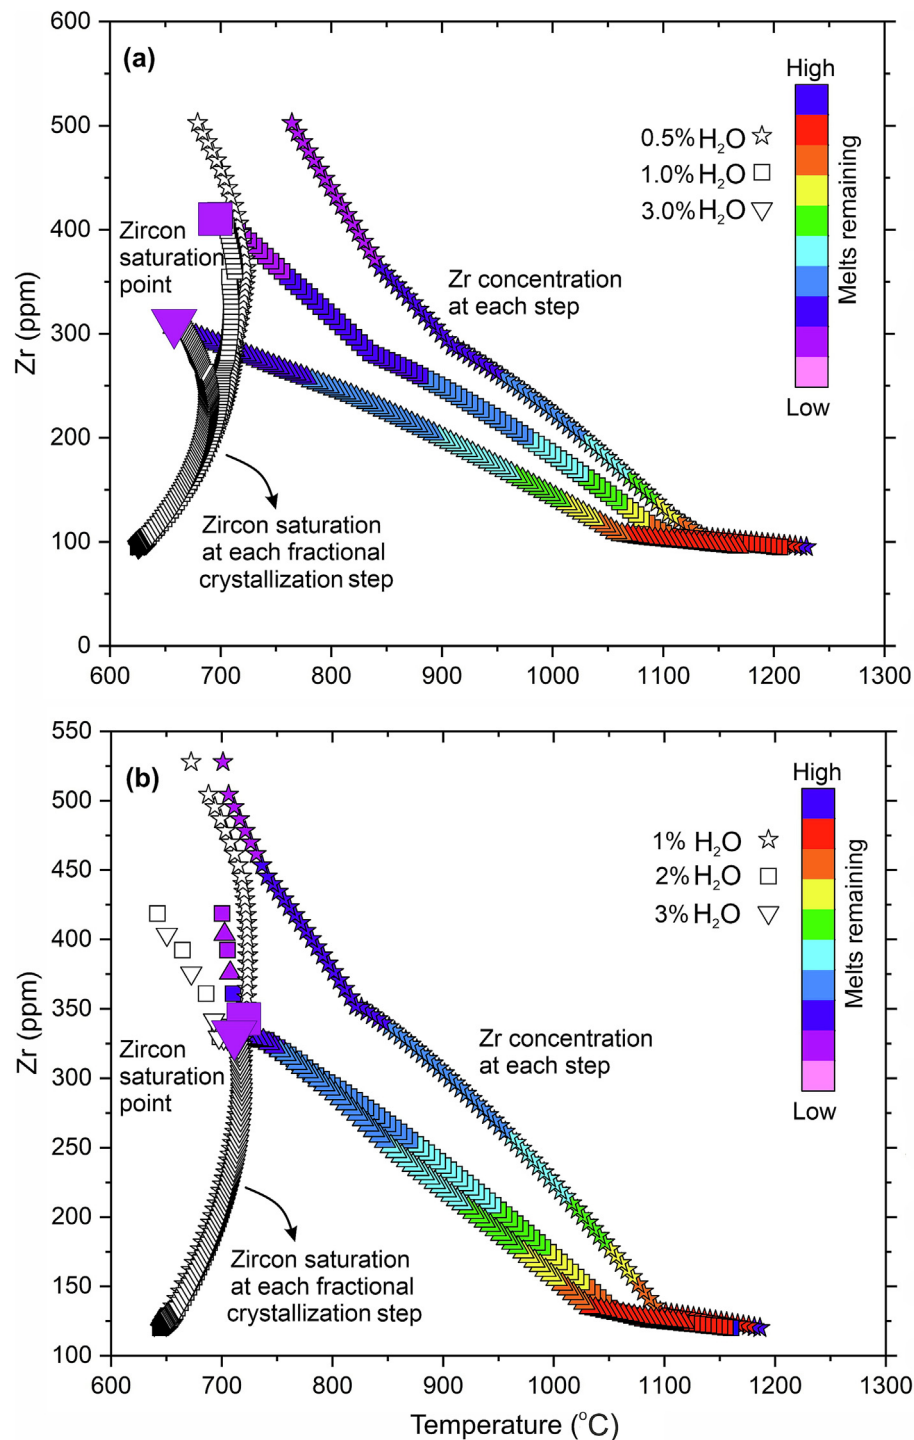 600
(a)
High
500
0.5% H₂O
1.0% H₂O
3.0% H₂O
Melts remaining
400
Zircon
saturation
point
Zr concentration
at each step
300
Low
Zr (ppm)
200
Zircon saturation
at each fractional
crystallization step
100
0
600 700 800 900 1000 1100 1200 1300
550
(b)
High
500
1% H₂O
2% H₂O
3% H₂O
Melts remaining
450
400
350
Zr (ppm)
Zircon
saturation
point
Zr concentration
at each step
300
Low
250
200
Zircon saturation
at each fractional
crystallization step
150
100
600 700 800 900 1000 1100 1200 1300
Temperature (°C)